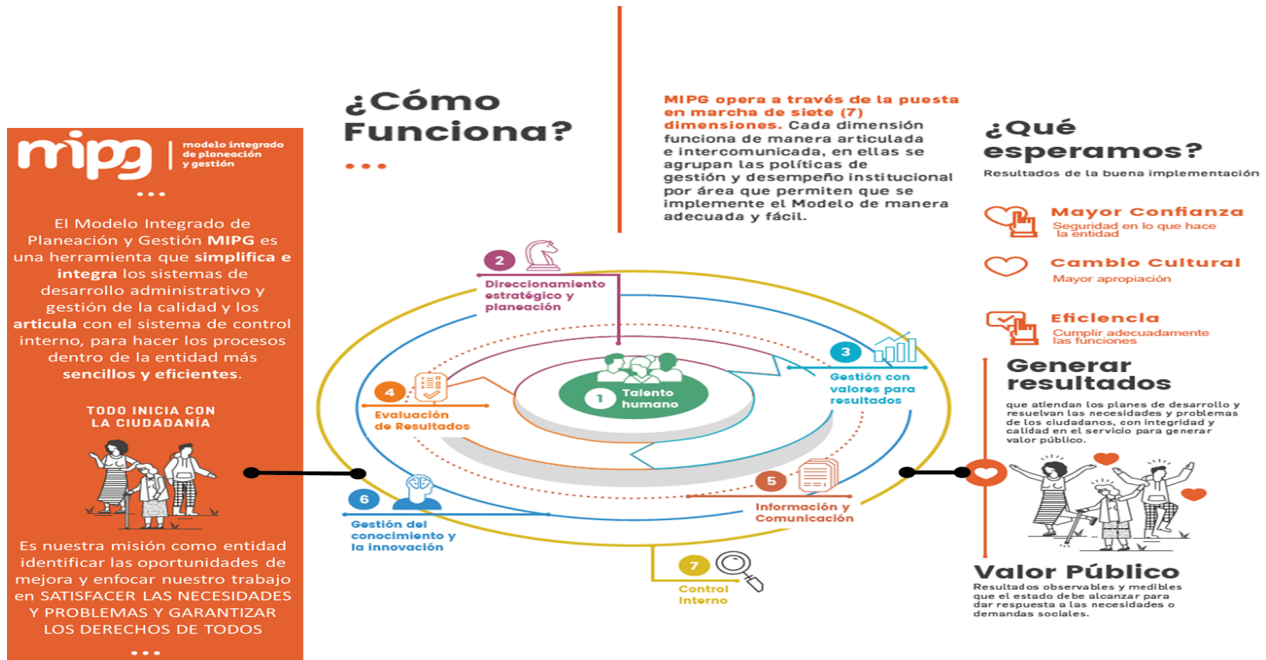 mipg
modelo integrado
de planeación
y gestión
El Modelo Integrado de
Planeación y Gestión MIPG es
una herramienta que simplifica e
integra los sistemas de
desarrollo administrativo y
gestión de la calidad y los
articula con el sistema de control
interno, para hacer los procesos
dentro de la entidad más
sencillos y eficientes.
TODO INICIA CON
LA CIUDADANÍA
Es nuestra misión como entidad
identificar las oportunidades de
mejora y enfocar nuestro trabajo
en SATISFACER LAS NECESIDADES
Y PROBLEMAS Y GARANTIZAR
LOS DERECHOS DE TODOS
¿Cómo
Funciona?
MIPG opera a través de la puesta
en marcha de siete (7)
dimensiones. Cada dimensión
funciona de manera articulada
e intercomunicada, en ellas se
agrupan las políticas de
gestión y desempeño institucional
por área que permiten que se
implemente el Modelo de manera
adecuada y fácil.
1
Talento
humano
2
Direccionamiento
estratégico y
planeación
3
Gestión con
valores para
resultados
4
Evaluación
de Resultados
5
Información y
Comunicación
6
Gestión del
conocimiento y
la innovación
7
Control
Interno
¿Qué
esperamos?
Resultados de la buena implementación
Mayor Confianza
Seguridad en lo que hace
la entidad
Cambio Cultural
Mayor apropiación
Eficiencia
Cumplir adecuadamente
las funciones
Generar
resultados
que atiendan los planes de desarrollo y
resuelvan las necesidades y problemas
de los ciudadanos, con integridad y
calidad en el servicio para generar
valor público.
Valor Público
Resultados observables y medibles
que el estado debe alcanzar para
dar respuesta a las necesidades o
demandas sociales.